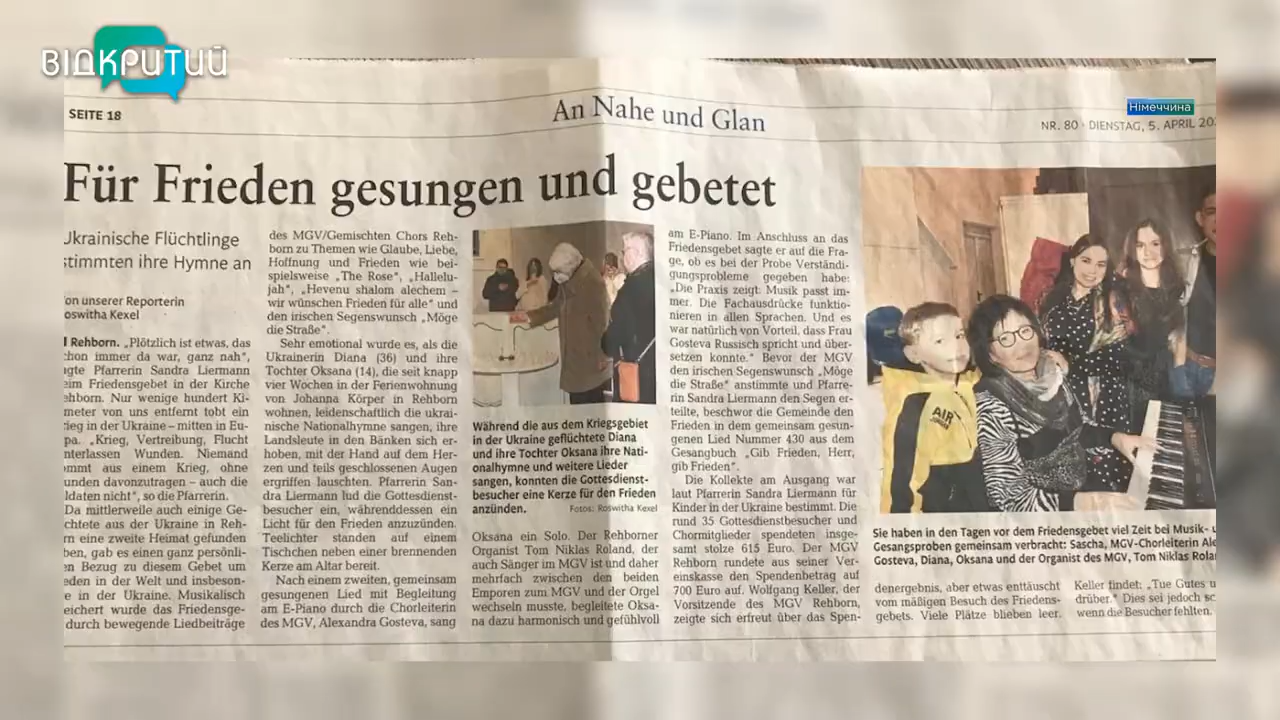 ВІДКРИТИЙ
Німеччина
SEITE 18
An Nahe und Glan
NR. 80 · DIENSTAG, 5. APRIL
Für Frieden gesungen und gebetet
Ukrainische Flüchtlinge
stimmten ihre Hymne an
on unserer Reporterin
oswitha Kexel
Rehborn. „Plötzlich ist etwas, das
hon immer da war, ganz nah",
gte Pfarrerin Sandra Liermann
eim Friedensgebet in der Kirche
ehborn. Nur wenige hundert Ki-
meter von uns entfernt tobt ein
ieg in der Ukraine – mitten in Eu-
pa. „Krieg, Vertreibung, Flucht
nterlassen Wunden. Niemand
ommt aus einem Krieg, ohne
unden davonzutragen – auch die
ldaten nicht", so die Pfarrerin.
Da mittlerweile auch einige Ge-
chtete aus der Ukraine in Reh-
rn eine zweite Heimat gefunden
ben, gab es einen ganz persönli-
en Bezug zu diesem Gebet um
eden in der Welt und insbeson-
e in der Ukraine. Musikalisch
eichert wurde das Friedensge-
durch bewegende Liedbeiträge
des MGV/Gemischten Chors Reh-
born zu Themen wie Glaube, Liebe,
Hoffnung und Frieden wie bei-
spielsweise „The Rose", „Hallelu-
jah", „Hevenu shalom alechem –
wir wünschen Frieden für alle" und
den irischen Segenswunsch „Möge
die Straße".
Sehr emotional wurde es, als die
Ukrainerin Diana (36) und ihre
Tochter Oksana (14), die seit knapp
vier Wochen in der Ferienwohnung
von Johanna Körper in Rehborn
wohnen, leidenschaftlich die ukrai-
nische Nationalhymne sangen, ihre
Landsleute in den Bänken sich er-
hoben, mit der Hand auf dem Her-
zen und teils geschlossenen Augen
ergriffen lauschten. Pfarrerin San-
dra Liermann lud die Gottesdienst-
besucher ein, währenddessen ein
Licht für den Frieden anzuzünden.
Teelichter standen auf einem
Tischchen neben einer brennenden
Kerze am Altar bereit.
Nach einem zweiten, gemeinsam
gesungenen Lied mit Begleitung
am E-Piano durch die Chorleiterin
des MGV, Alexandra Gosteva, sang
Während die aus dem Kriegsgebiet
in der Ukraine geflüchtete Diana
und ihre Tochter Oksana ihre Nati-
onalhymne und weitere Lieder
sangen, konnten die Gottesdienst-
besucher eine Kerze für den Frieden
anzünden. Fotos: Roswitha Kexel
Oksana ein Solo. Der Rehborner
Organist Tom Niklas Roland, der
auch Sänger im MGV ist und daher
mehrfach zwischen den beiden
Emporen zum MGV und der Orgel
wechseln musste, begleitete Oksa-
na dazu harmonisch und gefühlvoll
am E-Piano. Im Anschluss an das
Friedensgebet sagte er auf die Fra-
ge, ob es bei der Probe Verständi-
gungsprobleme gegeben habe:
„Die Praxis zeigt: Musik passt im-
mer. Die Fachausdrücke funktio-
nieren in allen Sprachen. Und es
war natürlich von Vorteil, dass Frau
Gosteva Russisch spricht und über-
setzen konnte." Bevor der MGV
den irischen Segenswunsch „Möge
die Straße" anstimmte und Pfarre-
rin Sandra Liermann den Segen er-
teilte, beschwor die Gemeinde den
Frieden in dem gemeinsam gesun-
genen Lied Nummer 430 aus dem
Gesangbuch „Gib Frieden, Herr,
gib Frieden".
Die Kollekte am Ausgang war
laut Pfarrerin Sandra Liermann für
Kinder in der Ukraine bestimmt. Die
rund 35 Gottesdienstbesucher und
Chormitglieder spendeten insge-
samt stolze 615 Euro. Der MGV
Rehborn rundete aus seiner Ver-
einskasse den Spendenbetrag auf
700 Euro auf. Wolfgang Keller, der
Vorsitzende des MGV Rehborn,
zeigte sich erfreut über das Spen-
AIR
Sie haben in den Tagen vor dem Friedensgebet viel Zeit bei Musik-
Gesangsproben gemeinsam verbracht: Sascha, MGV-Chorleiterin Ale
Gosteva, Diana, Oksana und der Organist des MGV, Tom Niklas Rolan
denergebnis, aber etwas enttäuscht
vom mäßigen Besuch des Friedens-
gebets. Viele Plätze blieben leer.
Keller findet: „Tue Gutes u
drüber." Dies sei jedoch sc
wenn die Besucher fehlten.